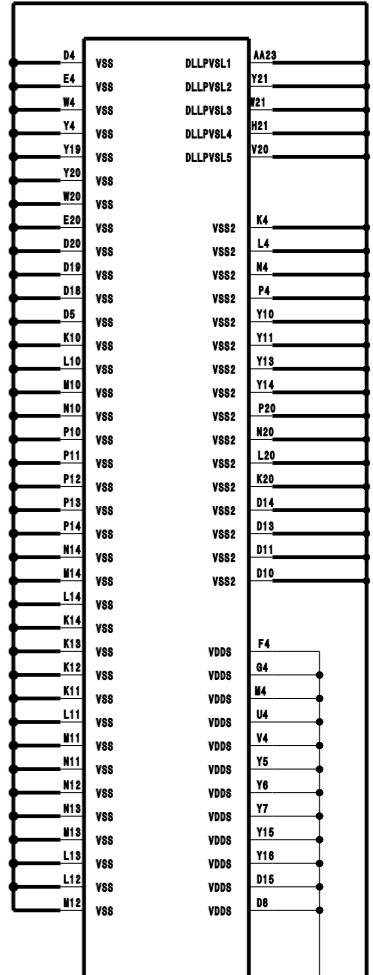 D4 VSS DLLPVSL1 AA23
E4 VSS DLLPVSL2 Y21
W4 VSS DLLPVSL3 W21
Y4 VSS DLLPVSL4 H21
Y19 VSS DLLPVSL5 V20
Y20 VSS
W20 VSS
E20 VSS VSS2 K4
D20 VSS VSS2 L4
D19 VSS VSS2 N4
D18 VSS VSS2 P4
D5 VSS VSS2 Y10
K10 VSS VSS2 Y11
L10 VSS VSS2 Y13
M10 VSS VSS2 Y14
N10 VSS VSS2 P20
P10 VSS VSS2 N20
P11 VSS VSS2 L20
P12 VSS VSS2 K20
P13 VSS VSS2 D14
P14 VSS VSS2 D13
N14 VSS VSS2 D11
M14 VSS VSS2 D10
L14 VSS
K14 VSS
K13 VSS VDDS F4
K12 VSS VDDS G4
K11 VSS VDDS M4
L11 VSS VDDS U4
M11 VSS VDDS V4
N11 VSS VDDS Y5
N12 VSS VDDS Y6
N13 VSS VDDS Y7
M13 VSS VDDS Y15
L13 VSS VDDS Y16
L12 VSS VDDS D15
M12 VSS VDDS D8